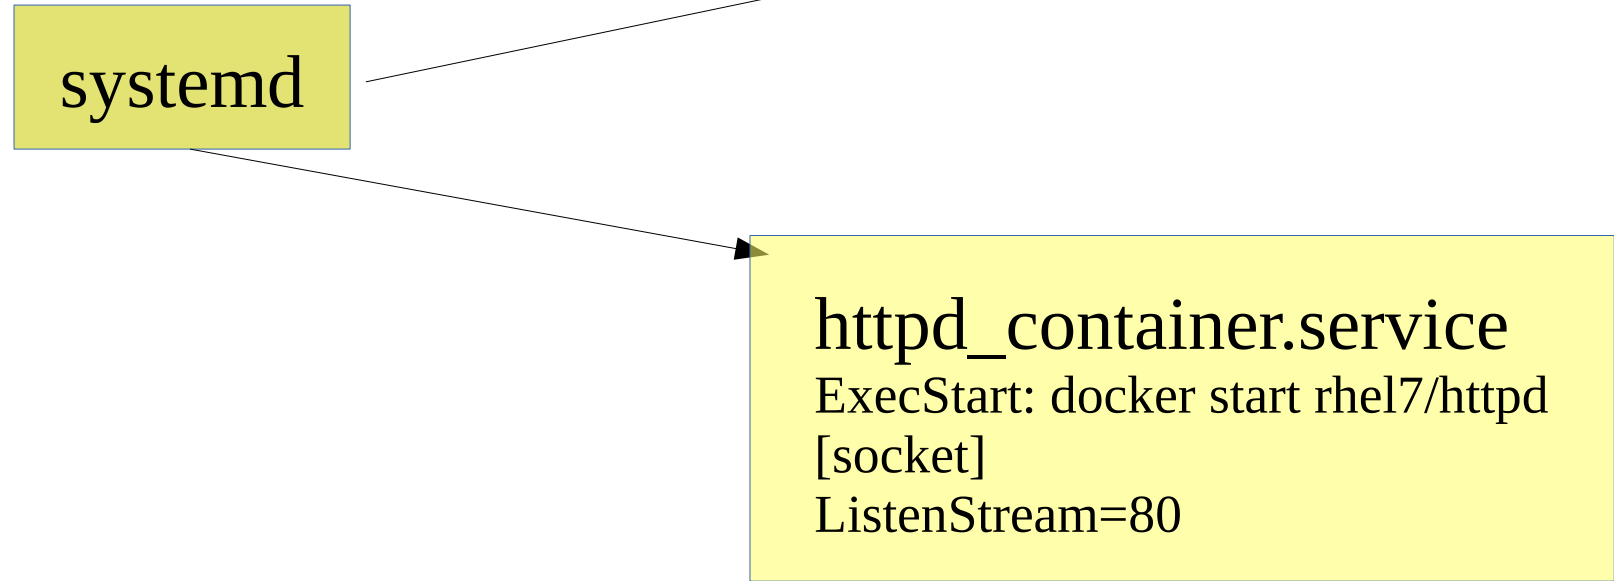 systemd
httpd_container.service
ExecStart: docker start rhel7/httpd
[socket]
ListenStream=80